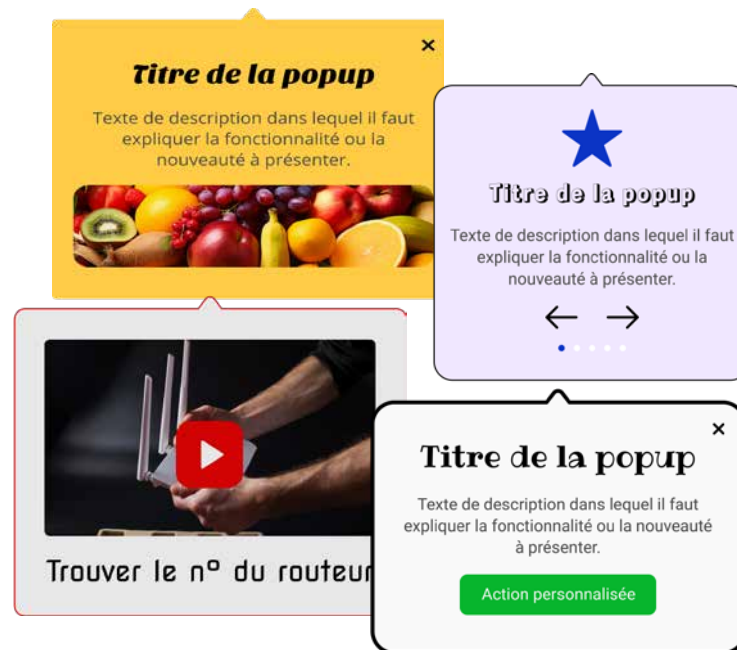 Titre de la popup
Texte de description dans lequel il faut
expliquer la fonctionnalité ou la
nouveauté à présenter.
Titre de la popup
Texte de description dans lequel il faut
expliquer la fonctionnalité ou la
nouveauté à présenter.
Trouver le nº du routeur
Titre de la popup
Texte de description dans lequel il faut
expliquer la fonctionnalité ou la nouveauté
à présenter.
Action personnalisée